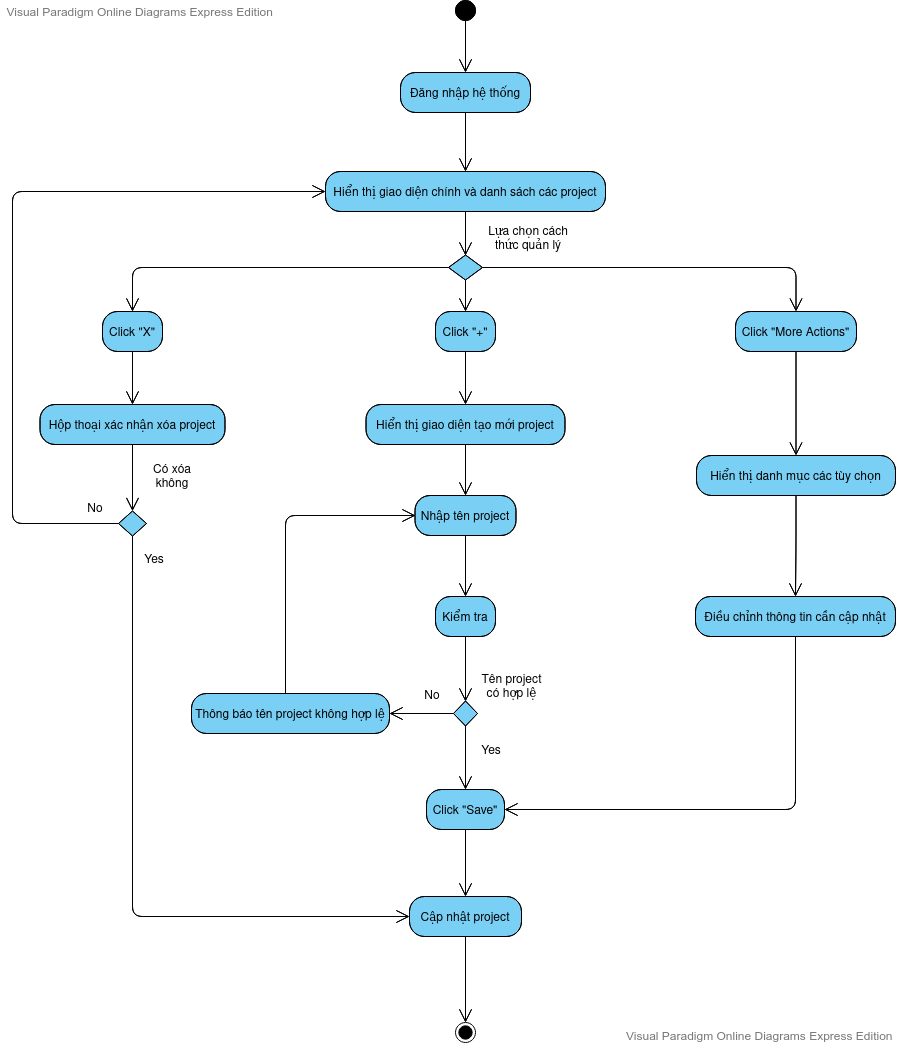 Visual Paradigm Online Diagrams Express Edition
Đăng nhập hệ thống
Hiển thị giao diện chính và danh sách các project
Lựa chọn cách
thức quản lý
Click "X"
Click "+"
Click "More Actions"
Hộp thoại xác nhận xóa project
Hiển thị giao diện tạo mới project
Có xóa
không
Hiển thị danh mục các tùy chọn
No
Nhập tên project
Yes
Kiểm tra
Điều chỉnh thông tin cần cập nhật
Tên project
có hợp lệ
No
Thông báo tên project không hợp lệ
Yes
Click "Save"
Cập nhật project
Visual Paradigm Online Diagrams Express Edition